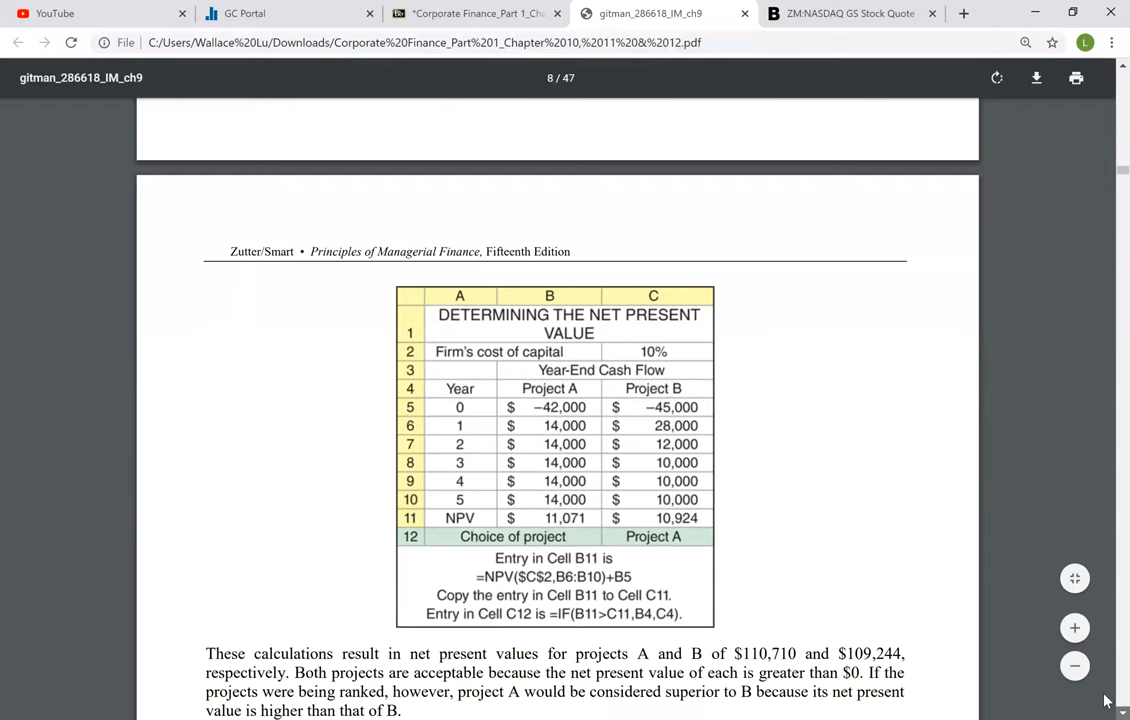 YouTube
GC Portal
*Corporate Finance_Part 1_Cha
gitman_286618_IM_ch9
ZM:NASDAQ GS Stock Quote
File
C:/Users/Wallace%20Lu/Downloads/Corporate%20Finance_Part%201_Chapter%2010,%2011%20&%2012.pdf
L
gitman_286618_IM_ch9
8 / 47
Zutter/Smart • Principles of Managerial Finance, Fifteenth Edition
A B C
1 DETERMINING THE NET PRESENT
VALUE
2 Firm's cost of capital 10%
3 Year-End Cash Flow
4 Year Project A Project B
5 0 $ –42,000 $ –45,000
6 1 $ 14,000 $ 28,000
7 2 $ 14,000 $ 12,000
8 3 $ 14,000 $ 10,000
9 4 $ 14,000 $ 10,000
10 5 $ 14,000 $ 10,000
11 NPV $ 11,071 $ 10,924
12 Choice of project Project A
Entry in Cell B11 is
=NPV($C$2,B6:B10)+B5
Copy the entry in Cell B11 to Cell C11.
Entry in Cell C12 is =IF(B11>C11,B4,C4).
These calculations result in net present values for projects A and B of $110,710 and $109,244,
respectively. Both projects are acceptable because the net present value of each is greater than $0. If the
projects were being ranked, however, project A would be considered superior to B because its net present
value is higher than that of B.